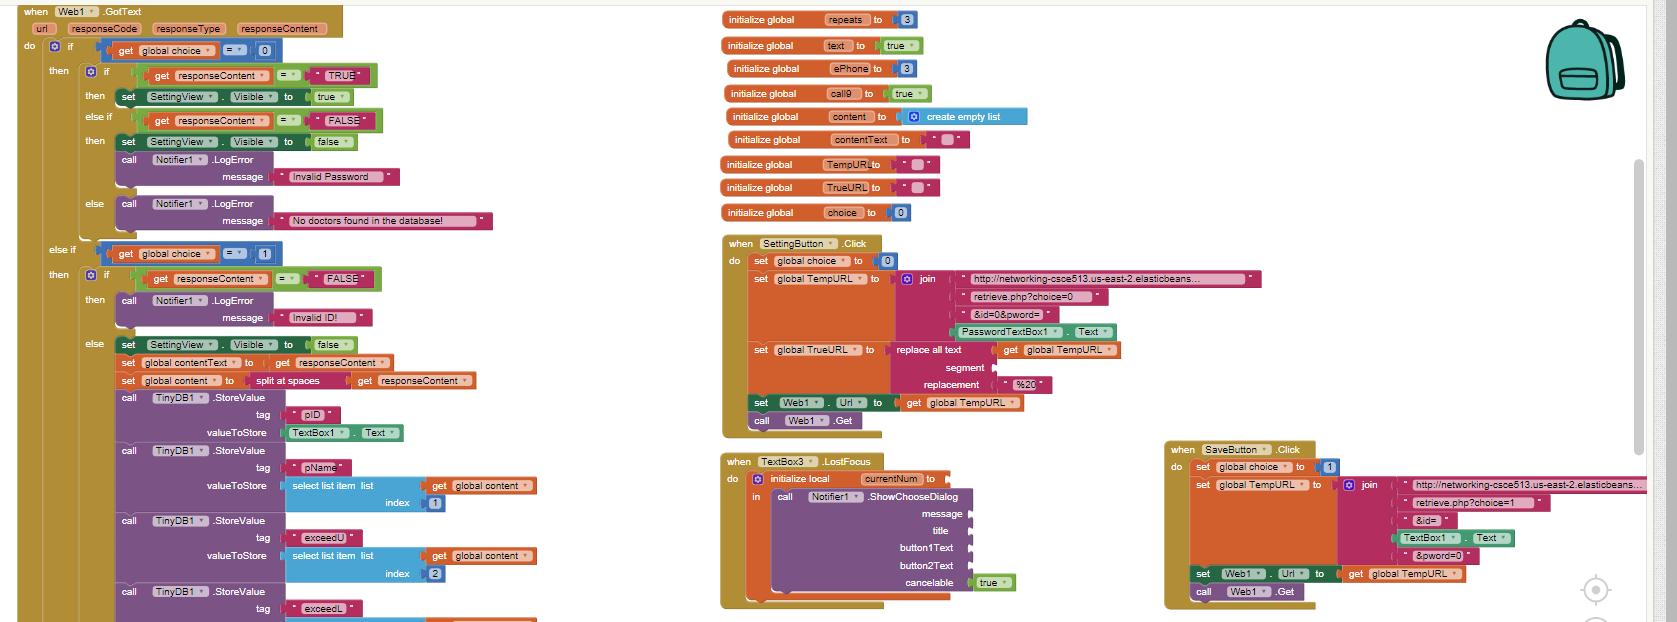 when Web1 .GotText
url responseCode responseType responseContent
do if get global choice = 0
then if get responseContent = " TRUE "
then set SettingView . Visible to true
else if get responseContent = " FALSE "
then set SettingView . Visible to false
call Notifier1 .LogError
message " Invalid Password "
else call Notifier1 .LogError
message " No doctors found in the database! "
else if get global choice = 1
then if get responseContent = " FALSE "
then call Notifier1 .LogError
message " Invalid ID! "
else set SettingView . Visible to false
set global contentText to get responseContent
set global content to split at spaces get responseContent
call TinyDB1 .StoreValue
tag " pID "
valueToStore TextBox1 . Text
call TinyDB1 .StoreValue
tag " pName "
valueToStore select list item list get global content
index 1
call TinyDB1 .StoreValue
tag " exceedU "
valueToStore select list item list get global content
index 2
call TinyDB1 .StoreValue
tag " exceedL "
initialize global repeats to 3
initialize global text to true
initialize global ePhone to 3
initialize global call9 to true
initialize global content to create empty list
initialize global contentText to " "
initialize global TempURL to " "
initialize global TrueURL to " "
initialize global choice to 0
when SettingButton .Click
do set global choice to 0
set global TempURL to join " http://networking-csce513.us-east-2.elasticbeans... "
" retrieve.php?choice=0 "
" &id=0&pword= "
PasswordTextBox1 . Text
set global TrueURL to replace all text get global TempURL
segment
replacement " %20 "
set Web1 . Url to get global TempURL
call Web1 .Get
when TextBox3 .LostFocus
do initialize local currentNum to
in call Notifier1 .ShowChooseDialog
message
title
button1Text
button2Text
cancelable true
when SaveButton .Click
do set global choice to 1
set global TempURL to join " http://networking-csce513.us-east-2.elasticbeans...
" retrieve.php?choice=1 "
" &id= "
TextBox1 . Text
" &pword=0 "
set Web1 . Url to get global TempURL
call Web1 .Get